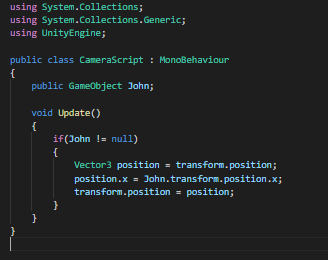 using System.Collections;
using System.Collections.Generic;
using UnityEngine;

public class CameraScript : MonoBehaviour
{
    public GameObject John;

    void Update()
    {
        if(John != null)
        {
            Vector3 position = transform.position;
            position.x = John.transform.position.x;
            transform.position = position;
        }
    }
}